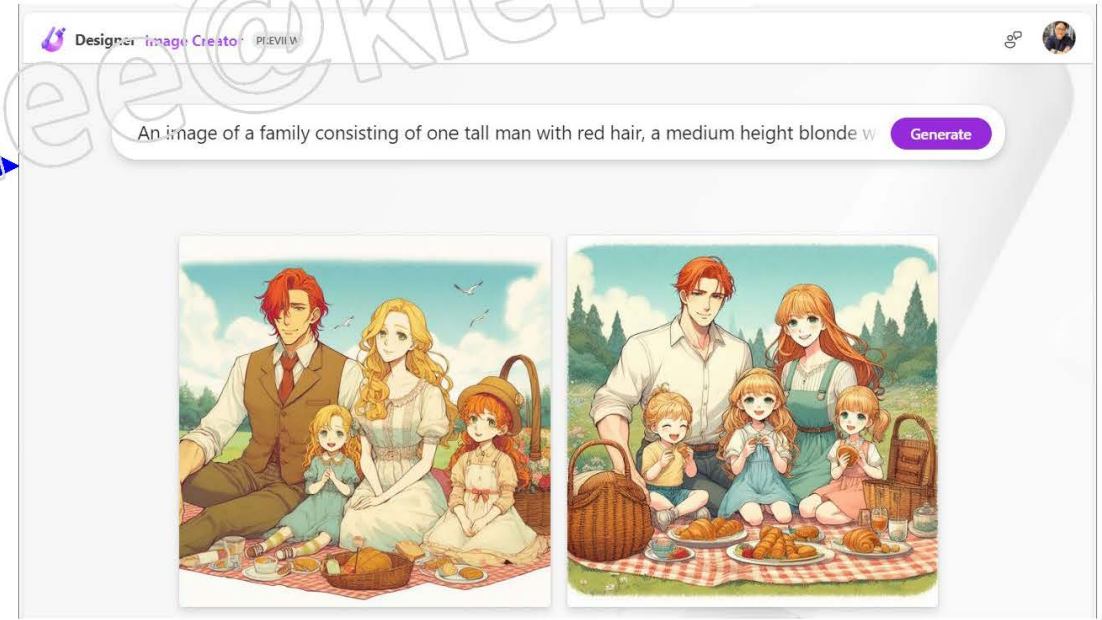 Designer Image Creator PREVIEW
An image of a family consisting of one tall man with red hair, a medium height blonde w
Generate